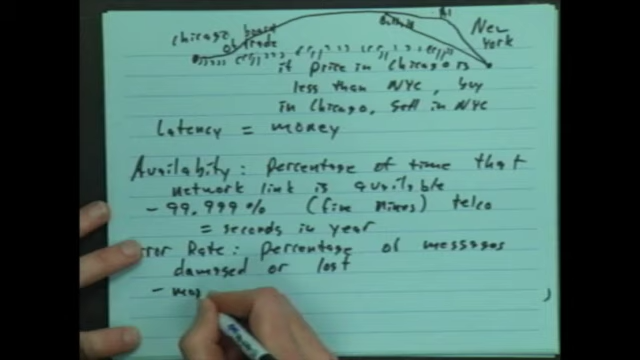 New York
Chicago board of trade
if price in Chicago is
less than NYC, buy
in Chicago, sell in NYC
Latency = money
Availability: Percentage of time that
network link is available
- 99.999% (five nines) telco
= seconds in year
Error Rate: Percentage of messages
damaged or lost